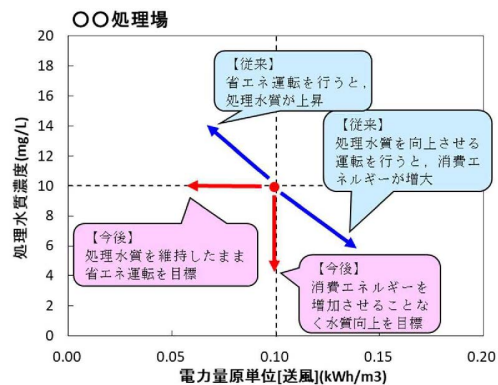 〇〇処理場
処理水質濃度(mg/L)
20
18
16
14
12
10
8
6
4
2
0
【従来】
省エネ運転を行うと，
処理水質が上昇
【従来】
処理水質を向上させる
運転を行うと，消費エ
ネルギーが増大
【今後】
処理水質を維持したまま
省エネ運転を目標
【今後】
消費エネルギーを
増加させることな
く水質向上を目標
0.00
0.05
0.10
0.15
0.20
電力量原単位[送風](kWh/m3)